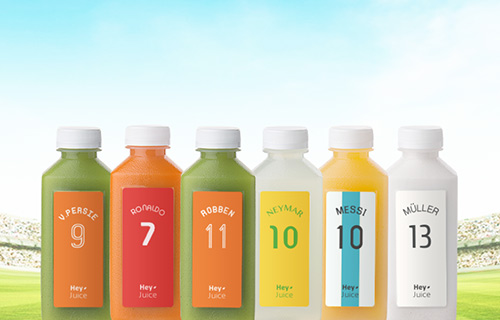 V.PERSIE
9
Hey
Juice
RONALDO
7
Hey
Juice
ROBBEN
11
Hey
Juice
NEYMAR
10
Hey
Juice
MESSI
10
Hey
Juice
MÜLLER
13
Hey
Juice